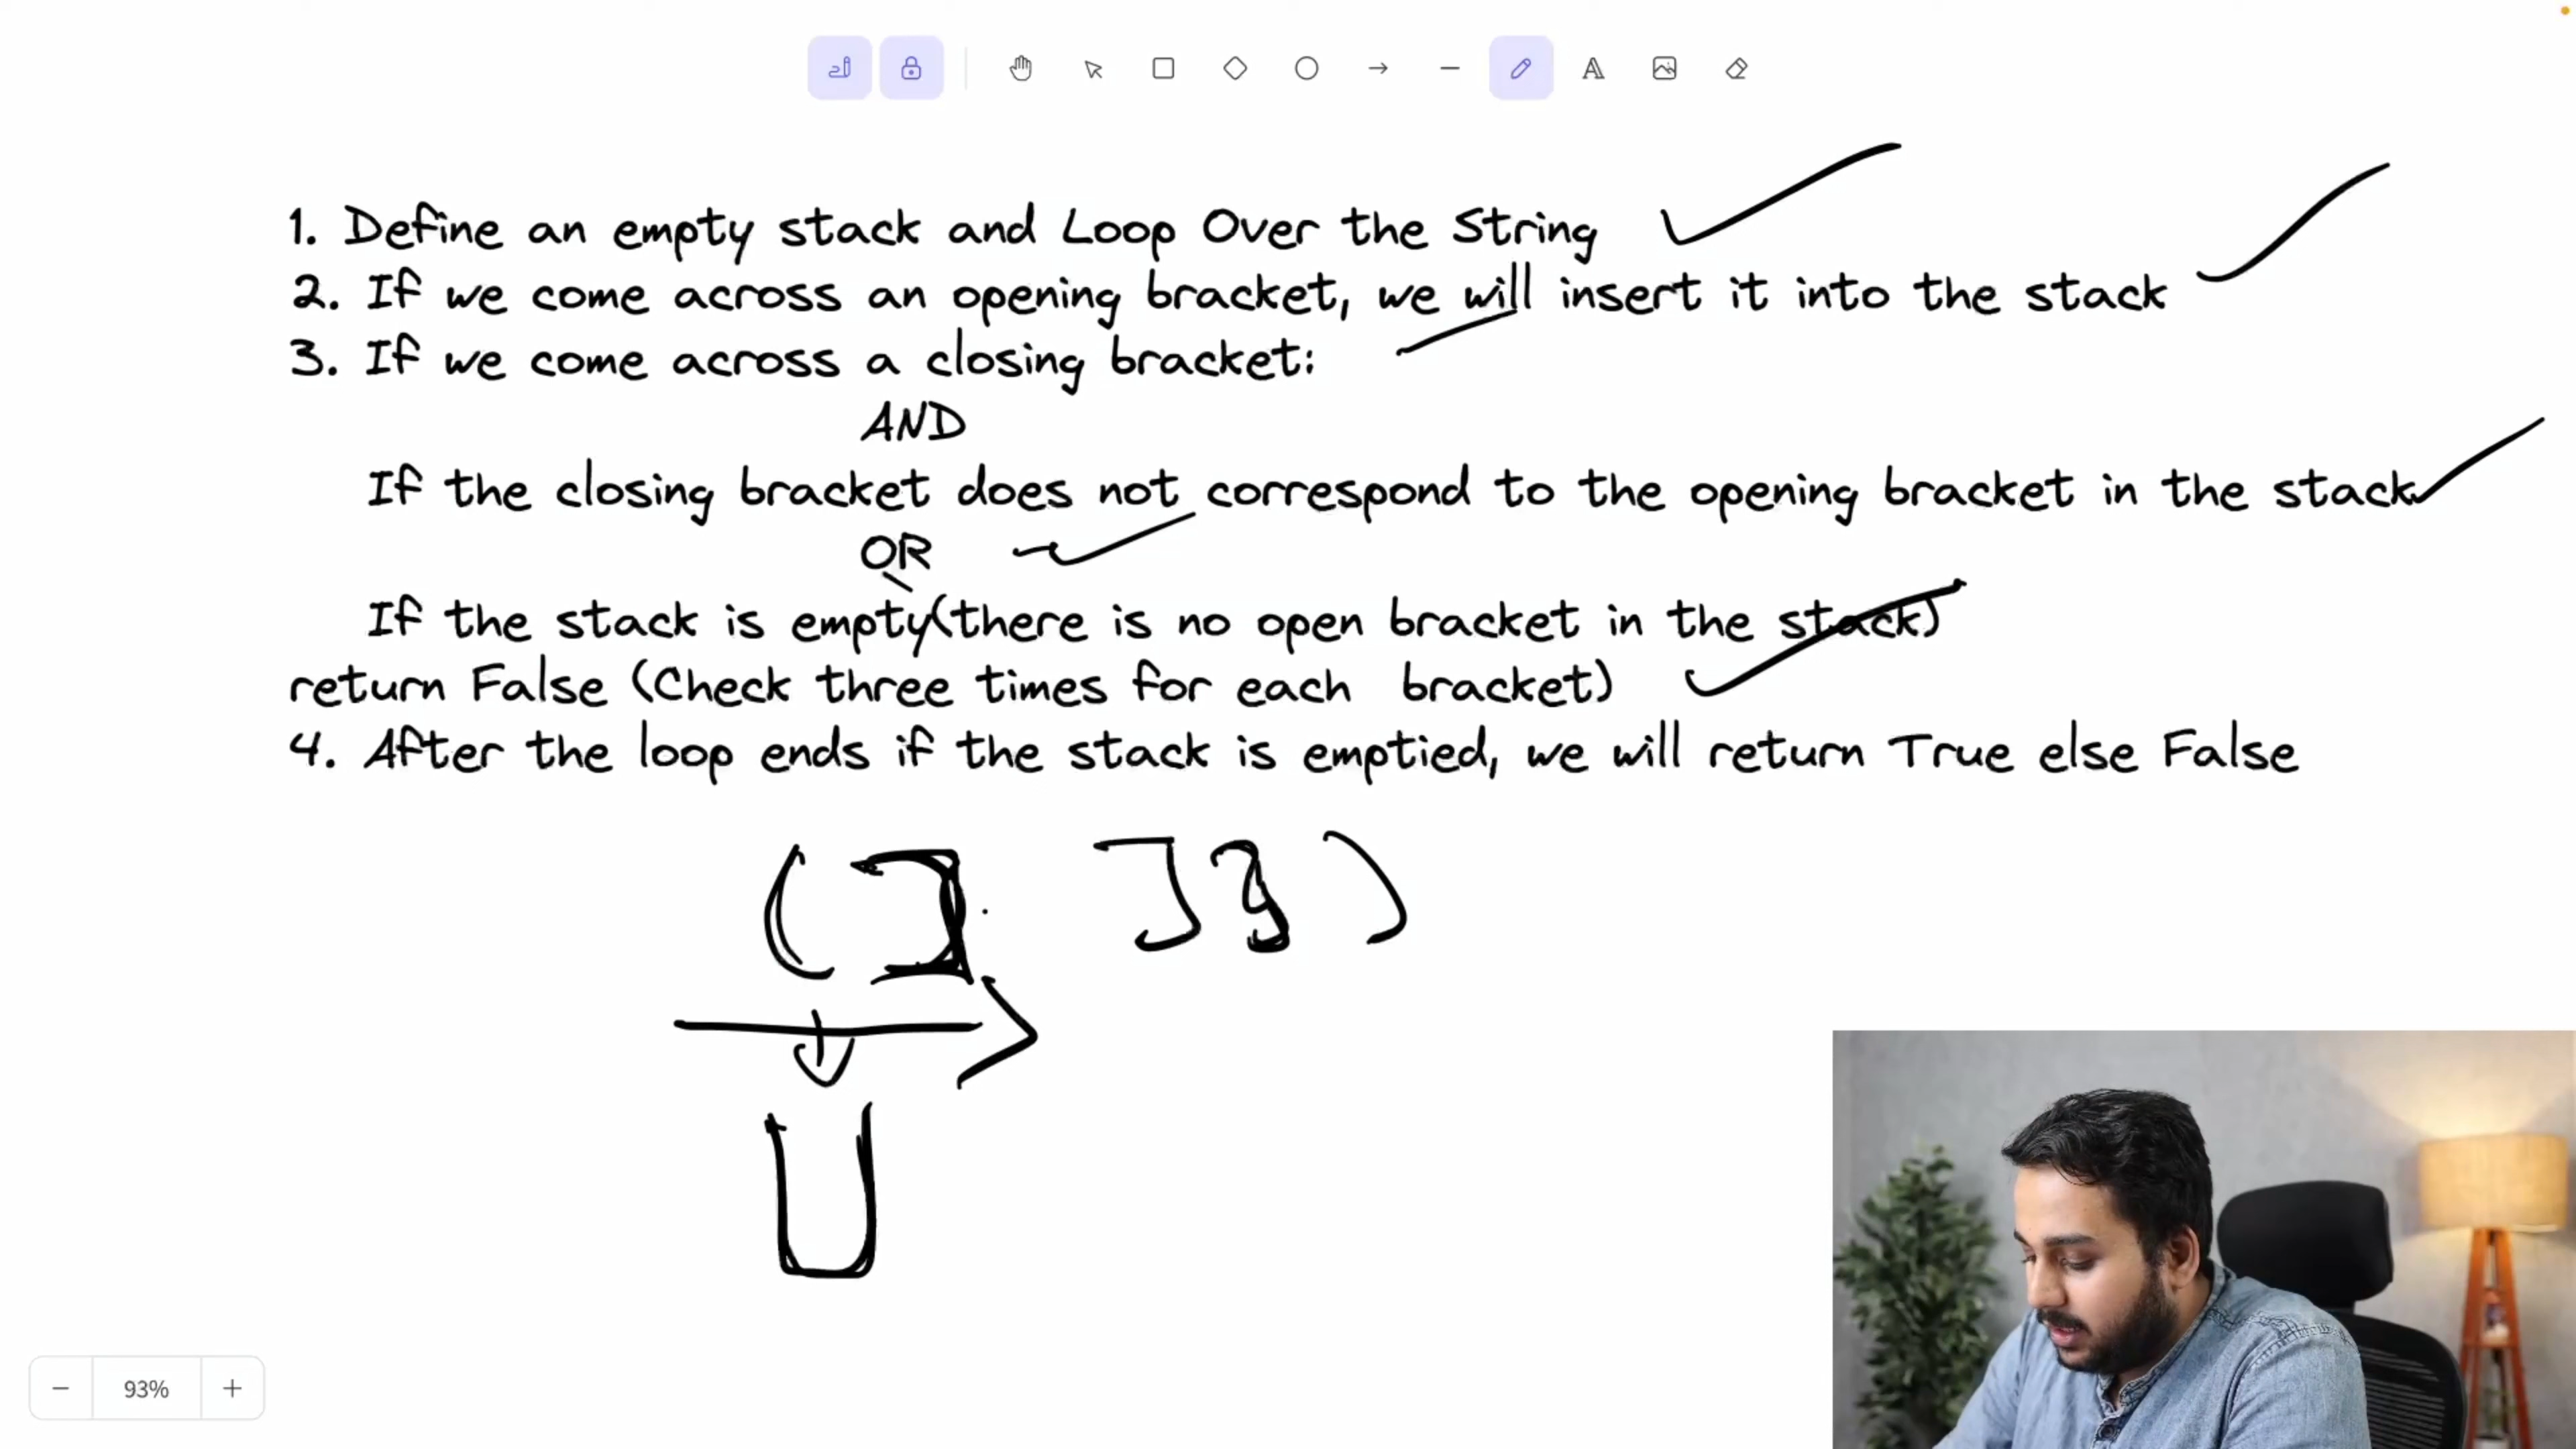 1. Define an empty stack and Loop Over the String
2. If we come across an opening bracket, we will insert it into the stack
3. If we come across a closing bracket:
AND
If the closing bracket does not correspond to the opening bracket in the stack
OR
If the stack is empty(there is no open bracket in the stack)
return False (Check three times for each bracket)
4. After the loop ends if the stack is emptied, we will return True else False
( ] ] } )
93%